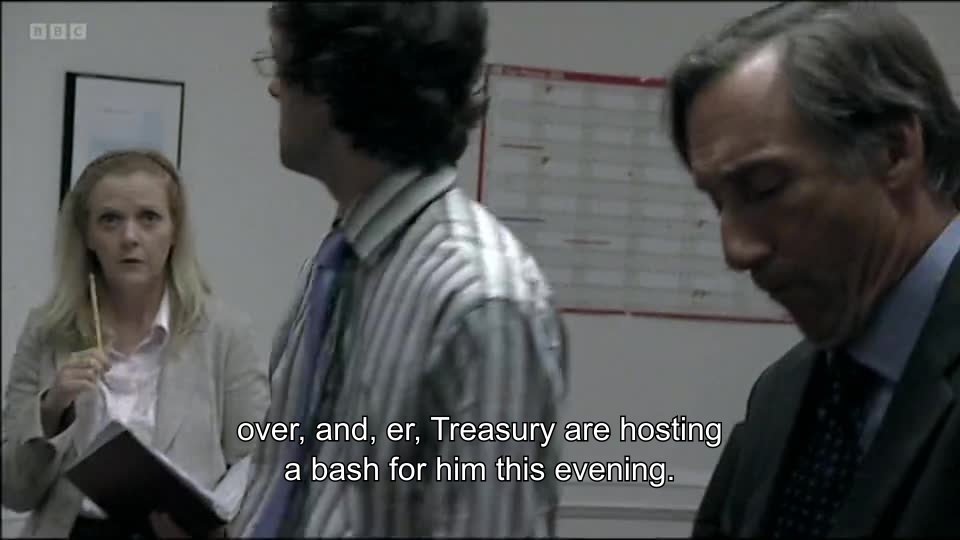 BBC
over, and, er, Treasury are hosting
a bash for him this evening.